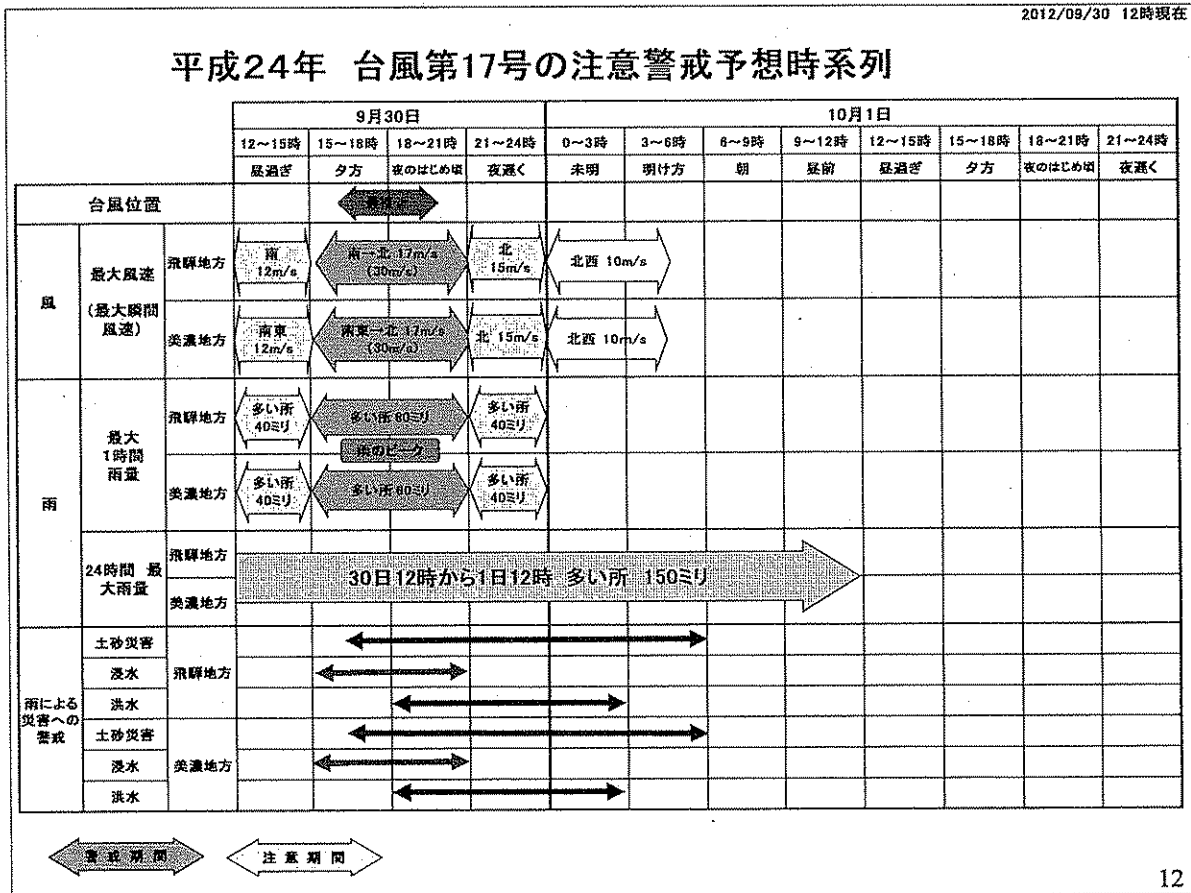 2012/09/30 12時現在
平成24年 台風第17号の注意警戒予想時系列
9月30日 10月1日
12~15時 15~18時 18~21時 21~24時 0~3時 3~6時 6~9時 9~12時 12~15時 15~18時 18~21時 21~24時
昼過ぎ 夕方 夜のはじめ頃 夜遅く 未明 明け方 朝 昼前 昼過ぎ 夕方 夜のはじめ頃 夜遅く
台風位置
風
最大風速
(最大瞬間
風速)
飛騨地方
南
12m/s
南→北 17m/s
(30m/s)
北
15m/s
北西 10m/s
美濃地方
南東
12m/s
南東→北 17m/s
(30m/s)
北 15m/s
北西 10m/s
雨
最大
1時間
雨量
飛騨地方
多い所
40ミリ
多い所 60ミリ
多い所
40ミリ
雨のピーク
美濃地方
多い所
40ミリ
多い所 60ミリ
多い所
40ミリ
24時間 最
大雨量
飛騨地方
美濃地方
30日12時から1日12時 多い所 150ミリ
雨による
災害への
警戒
土砂災害
浸水
洪水
飛騨地方
土砂災害
浸水
洪水
美濃地方
警戒期間
注意期間
12